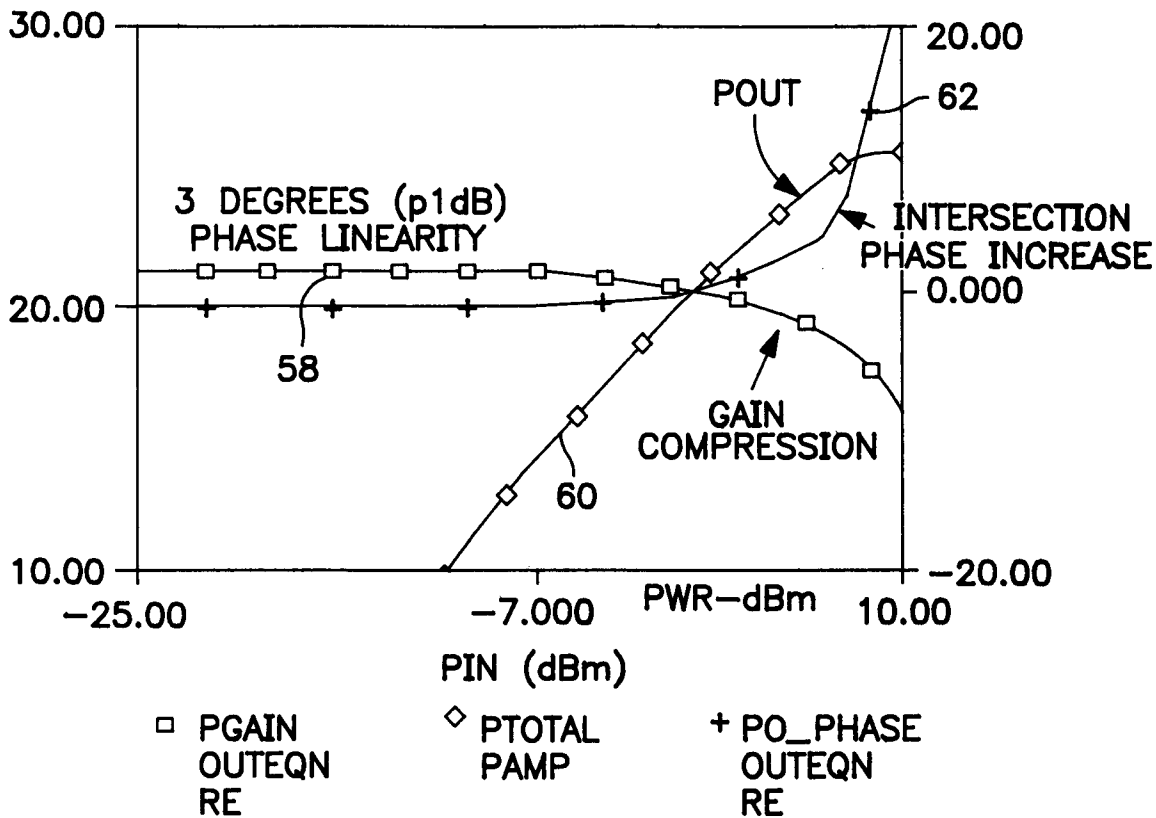 30.00
20.00
POUT
62
3 DEGREES (p1dB)
PHASE LINEARITY
INTERSECTION
PHASE INCREASE
20.00
0.000
58
GAIN
COMPRESSION
60
10.00
-20.00
-25.00
-7.000
PWR-dBm
10.00
PIN (dBm)
PGAIN
OUTEQN
RE
PTOTAL
PAMP
PO_PHASE
OUTEQN
RE